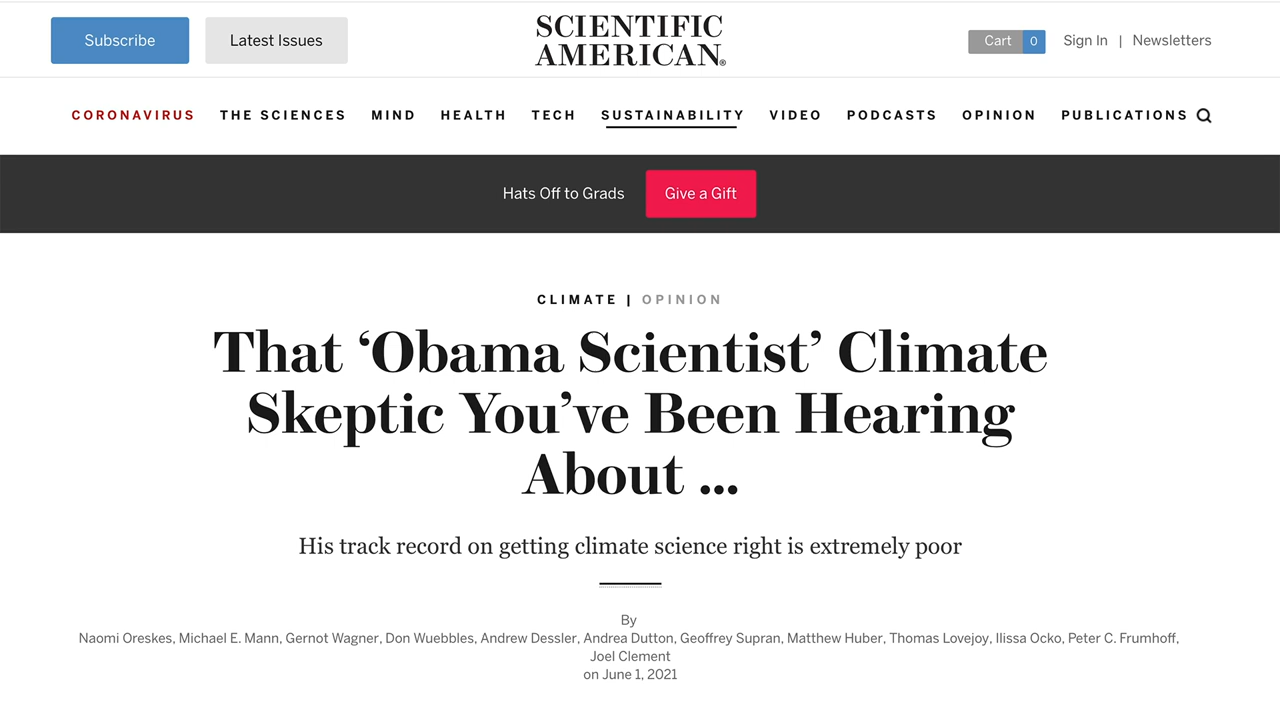 Subscribe
Latest Issues
SCIENTIFIC
AMERICAN®
Cart 0
Sign In | Newsletters
CORONAVIRUS THE SCIENCES MIND HEALTH TECH SUSTAINABILITY VIDEO PODCASTS OPINION PUBLICATIONS
Hats Off to Grads
Give a Gift
CLIMATE | OPINION
That ‘Obama Scientist’ Climate
Skeptic You’ve Been Hearing
About ...
His track record on getting climate science right is extremely poor
By
Naomi Oreskes, Michael E. Mann, Gernot Wagner, Don Wuebbles, Andrew Dessler, Andrea Dutton, Geoffrey Supran, Matthew Huber, Thomas Lovejoy, Ilissa Ocko, Peter C. Frumhoff,
Joel Clement
on June 1, 2021